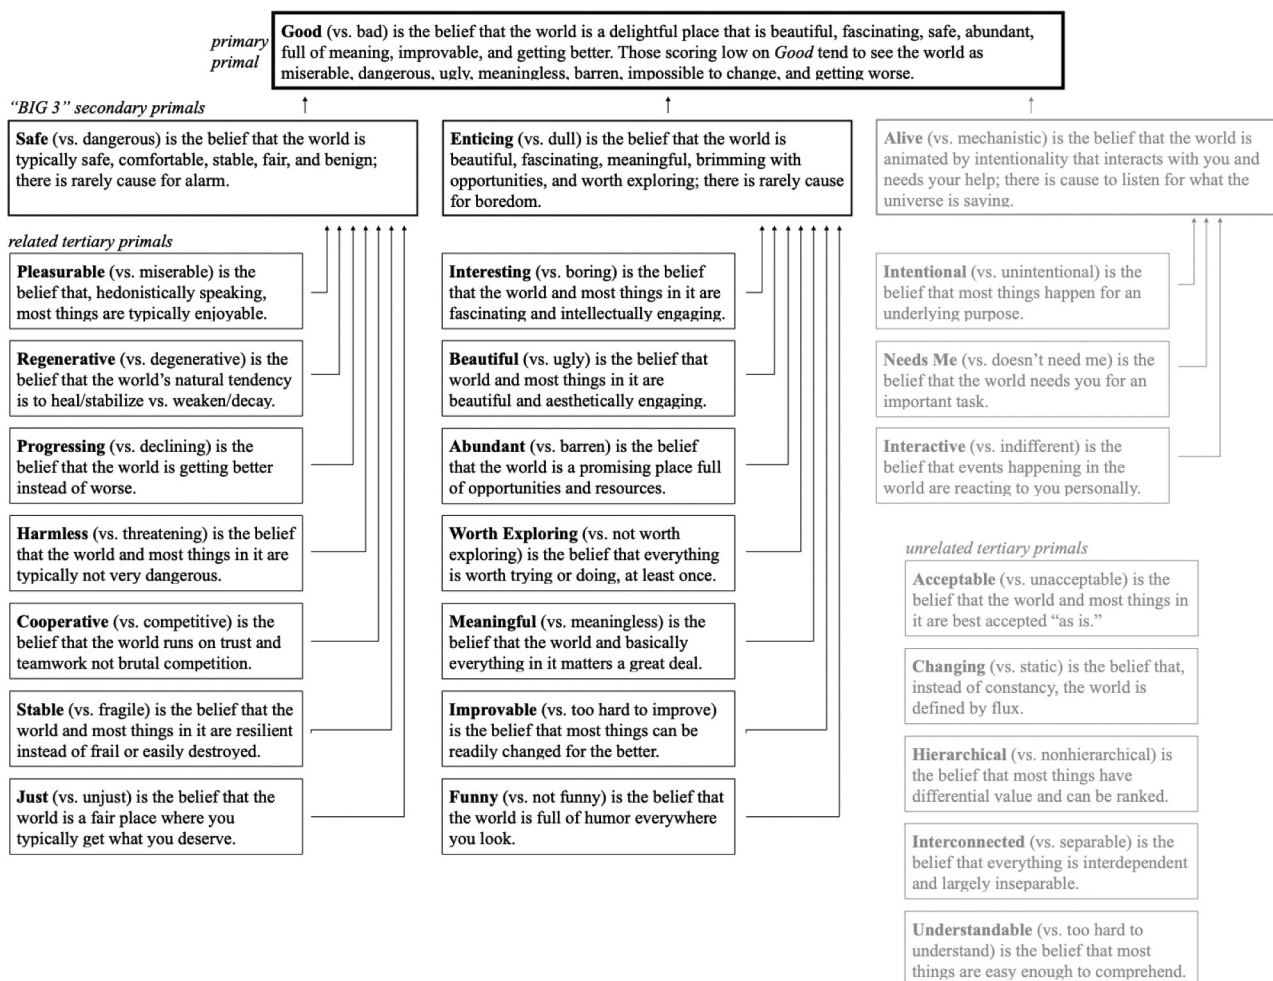 primary
primal
Good (vs. bad) is the belief that the world is a delightful place that is beautiful, fascinating, safe, abundant,
full of meaning, improvable, and getting better. Those scoring low on Good tend to see the world as
miserable, dangerous, ugly, meaningless, barren, impossible to change, and getting worse.
“BIG 3” secondary primals
Safe (vs. dangerous) is the belief that the world is
typically safe, comfortable, stable, fair, and benign;
there is rarely cause for alarm.
Enticing (vs. dull) is the belief that the world is
beautiful, fascinating, meaningful, brimming with
opportunities, and worth exploring; there is rarely cause
for boredom.
Alive (vs. mechanistic) is the belief that the world is
animated by intentionality that interacts with you and
needs your help; there is cause to listen for what the
universe is saying.
related tertiary primals
Pleasurable (vs. miserable) is the
belief that, hedonistically speaking,
most things are typically enjoyable.
Regenerative (vs. degenerative) is the
belief that the world’s natural tendency
is to heal/stabilize vs. weaken/decay.
Progressing (vs. declining) is the
belief that the world is getting better
instead of worse.
Harmless (vs. threatening) is the belief
that the world and most things in it are
typically not very dangerous.
Cooperative (vs. competitive) is the
belief that the world runs on trust and
teamwork not brutal competition.
Stable (vs. fragile) is the belief that the
world and most things in it are resilient
instead of frail or easily destroyed.
Just (vs. unjust) is the belief that the
world is a fair place where you
typically get what you deserve.
Interesting (vs. boring) is the belief
that the world and most things in it are
fascinating and intellectually engaging.
Beautiful (vs. ugly) is the belief that
world and most things in it are
beautiful and aesthetically engaging.
Abundant (vs. barren) is the belief
that the world is a promising place full
of opportunities and resources.
Worth Exploring (vs. not worth
exploring) is the belief that everything
is worth trying or doing, at least once.
Meaningful (vs. meaningless) is the
belief that the world and basically
everything in it matters a great deal.
Improvable (vs. too hard to improve)
is the belief that most things can be
readily changed for the better.
Funny (vs. not funny) is the belief that
the world is full of humor everywhere
you look.
Intentional (vs. unintentional) is the
belief that most things happen for an
underlying purpose.
Needs Me (vs. doesn’t need me) is the
belief that the world needs you for an
important task.
Interactive (vs. indifferent) is the
belief that events happening in the
world are reacting to you personally.
unrelated tertiary primals
Acceptable (vs. unacceptable) is the
belief that the world and most things in
it are best accepted “as is.”
Changing (vs. static) is the belief that,
instead of constancy, the world is
defined by flux.
Hierarchical (vs. nonhierarchical) is
the belief that most things have
differential value and can be ranked.
Interconnected (vs. separable) is the
belief that everything is interdependent
and largely inseparable.
Understandable (vs. too hard to
understand) is the belief that most
things are easy enough to comprehend.